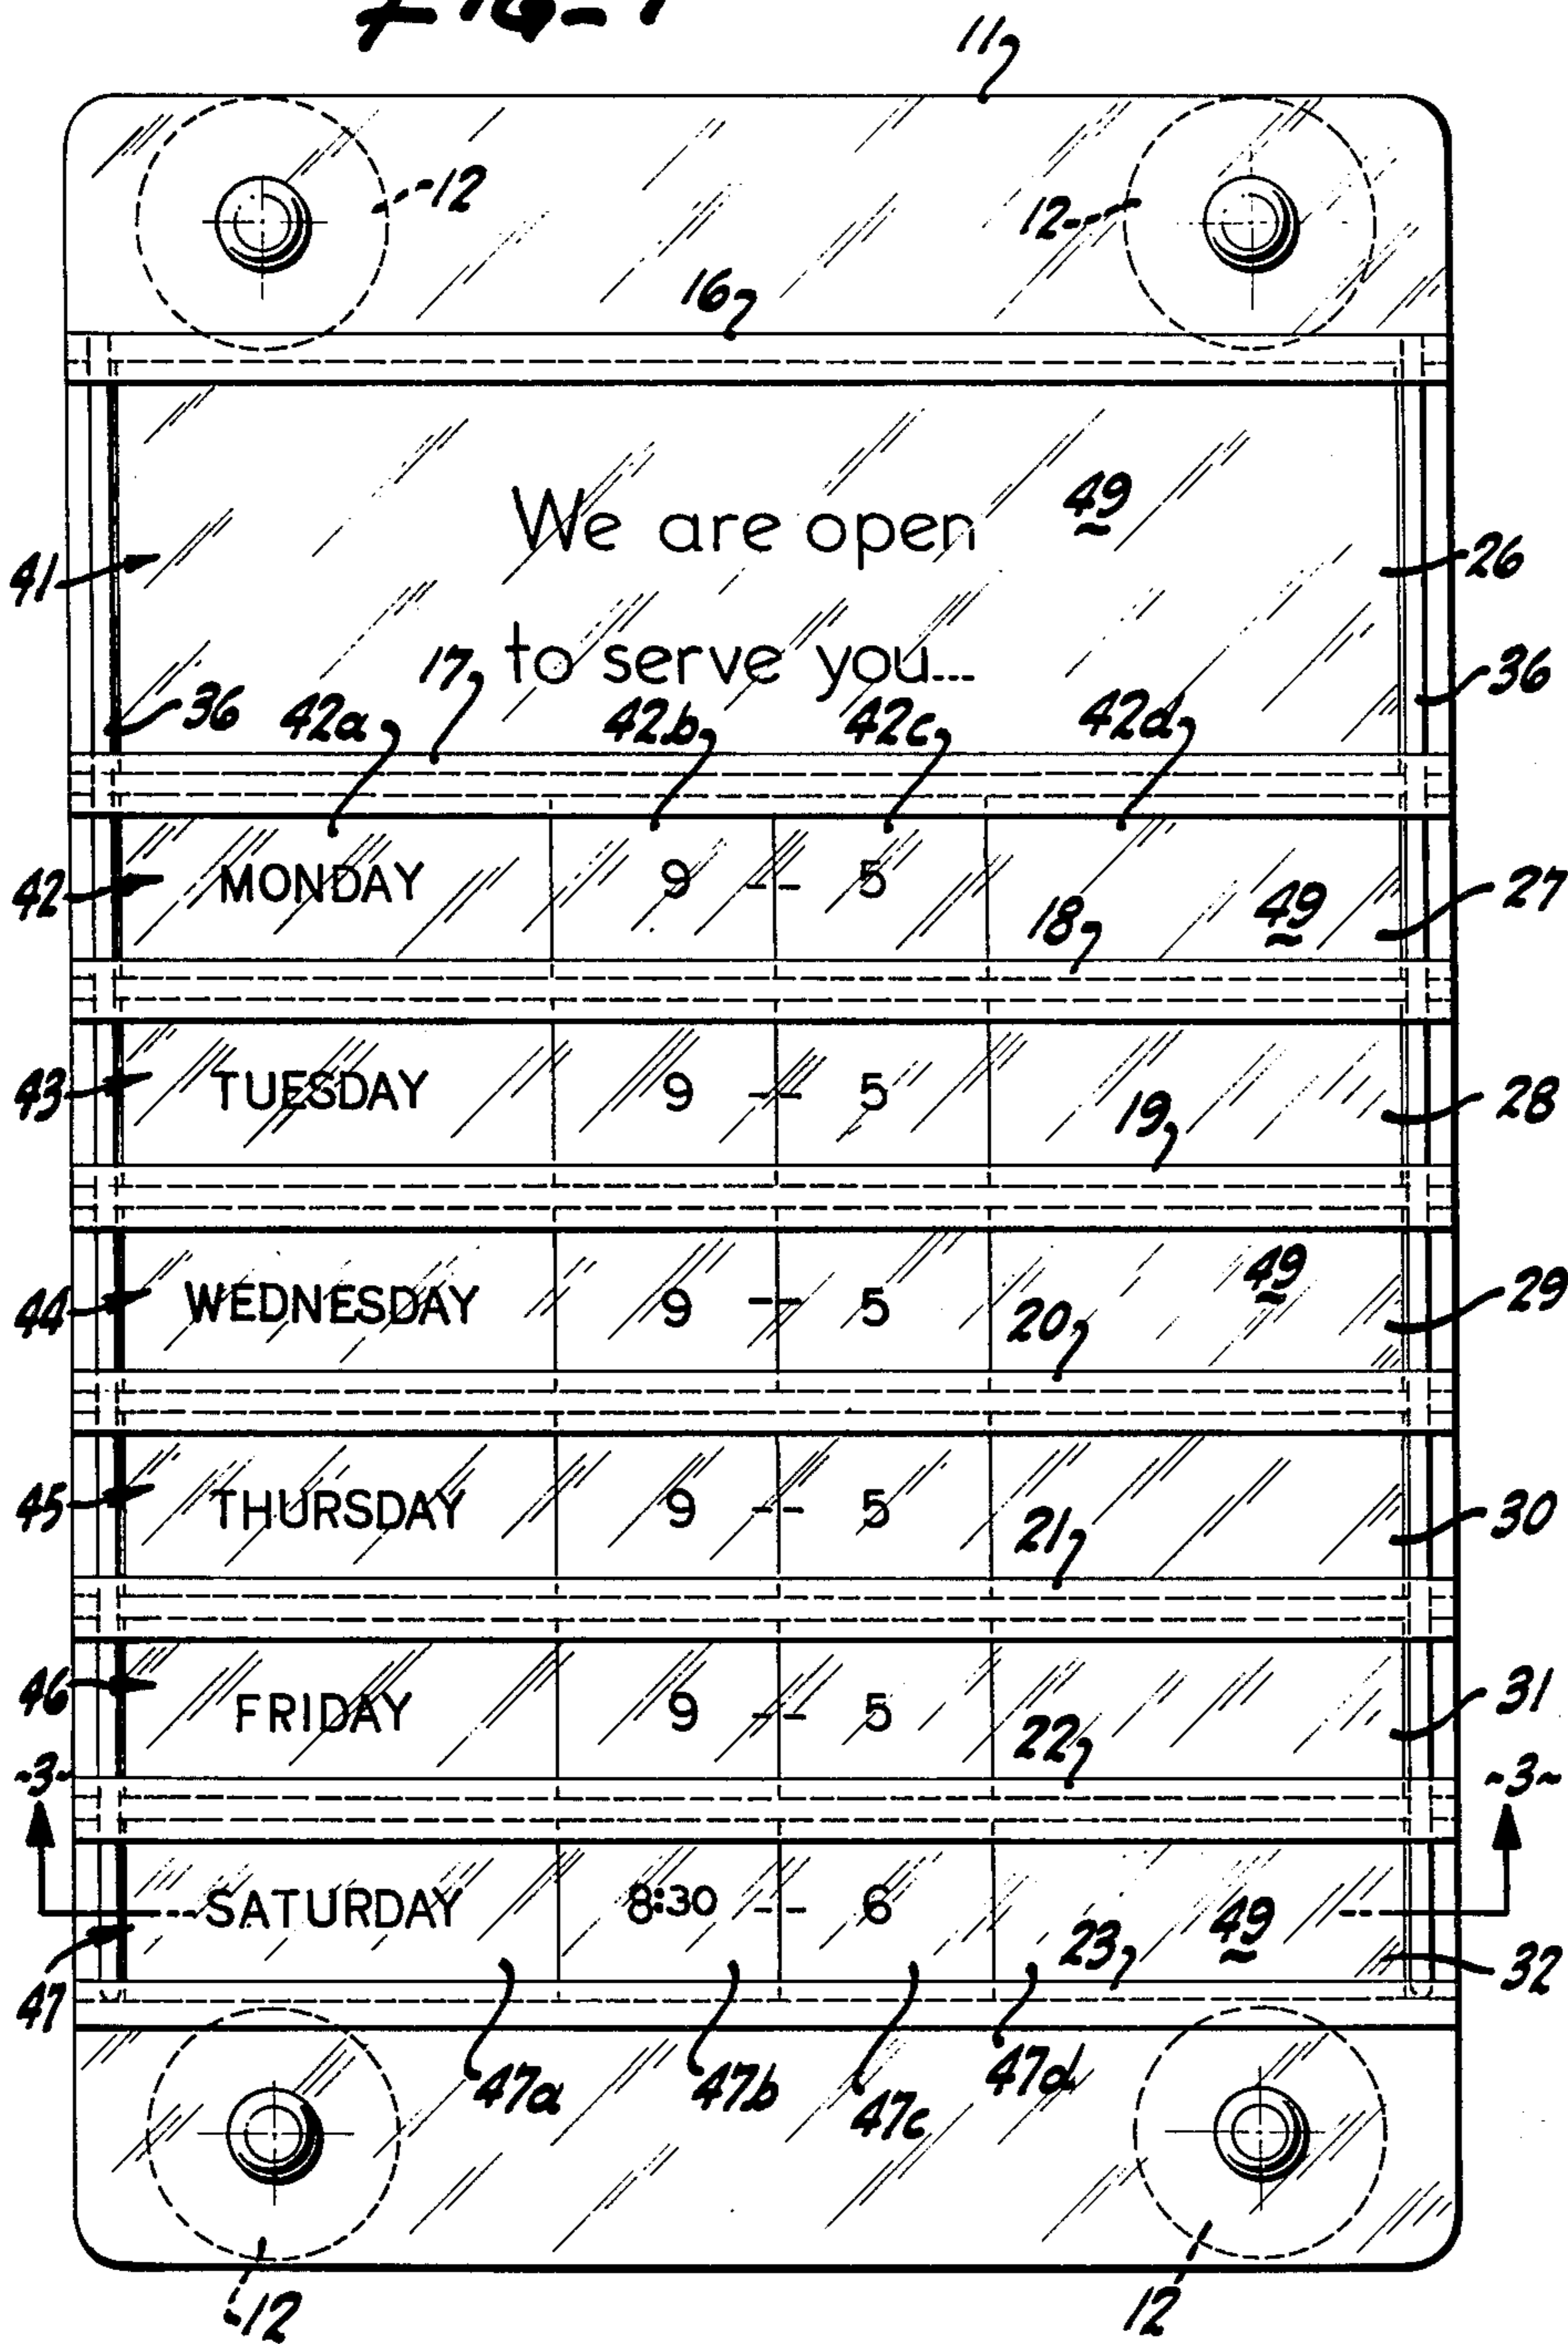 FIG_1
11
12 12
16
We are open 49
41 26
to serve you...
17 36
36 42a 42b 42c 42d
42 MONDAY 9 -- 5 49 27
18
43 TUESDAY 9 -- 5 28
19
49
44 WEDNESDAY 9 -- 5 29
20
45 THURSDAY 9 -- 5 30
21
46 FRIDAY 9 -- 5 31
22
~3~ ~3~
SATURDAY 8:30 -- 6 49
23 32
47
47a 47b 47c 47d
12 12